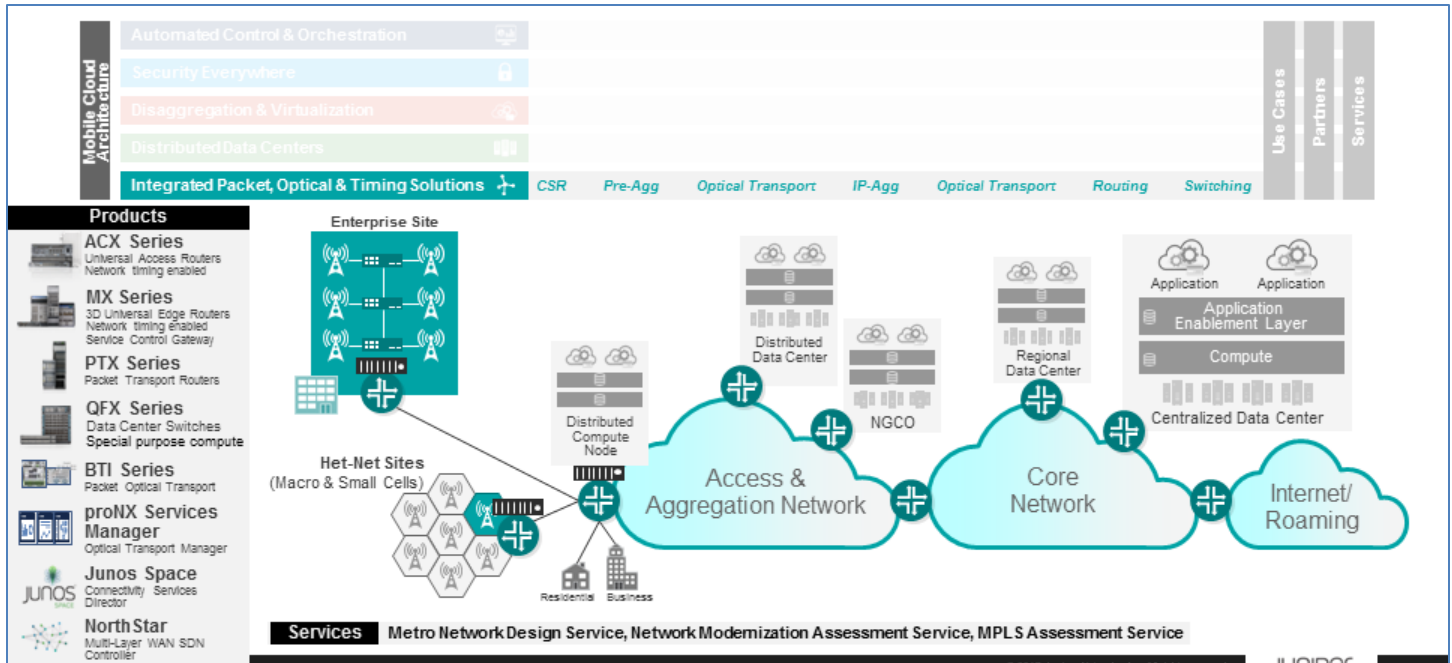 Mobile Cloud
Architecture
Automated Control & Orchestration
Security Everywhere
Disaggregation & Virtualization
Distributed Data Centers
Integrated Packet, Optical & Timing Solutions
CSR
Pre-Agg
Optical Transport
IP-Agg
Optical Transport
Routing
Switching
Use Cases
Partners
Services
Products
ACX Series
Universal Access Routers
Network timing enabled
MX Series
3D Universal Edge Routers
Network timing enabled
Service Control Gateway
PTX Series
Packet Transport Routers
QFX Series
Data Center Switches
Special purpose compute
BTI Series
Packet Optical Transport
proNX Services
Manager
Optical Transport Manager
JUNOS
SPACE
Junos Space
Connectivity Services
Director
NorthStar
Multi-Layer WAN SDN
Controller
Enterprise Site
Het-Net Sites
(Macro & Small Cells)
Distributed
Compute
Node
Residential
Business
Distributed
Data Center
NGCO
Access &
Aggregation Network
Regional
Data Center
Core
Network
Application
Application
Application
Enablement Layer
Compute
Centralized Data Center
Internet/
Roaming
Services
Metro Network Design Service, Network Modernization Assessment Service, MPLS Assessment Service